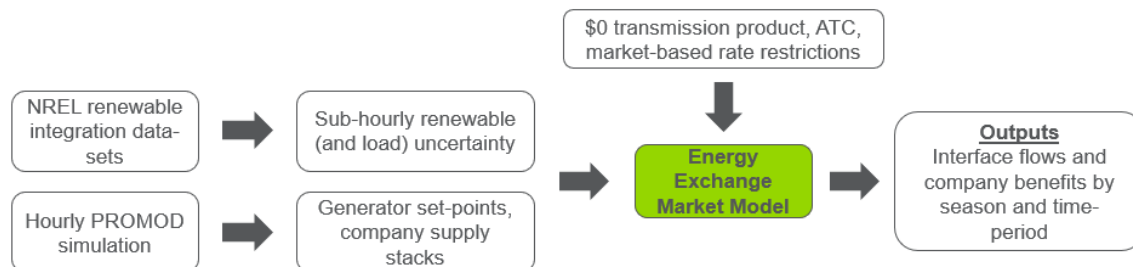 $0 transmission product, ATC,
market-based rate restrictions
NREL renewable
integration data-
sets
Sub-hourly renewable
(and load) uncertainty
Hourly PROMOD
simulation
Generator set-points,
company supply
stacks
Energy
Exchange
Market Model
Outputs
Interface flows and
company benefits by
season and time-
period